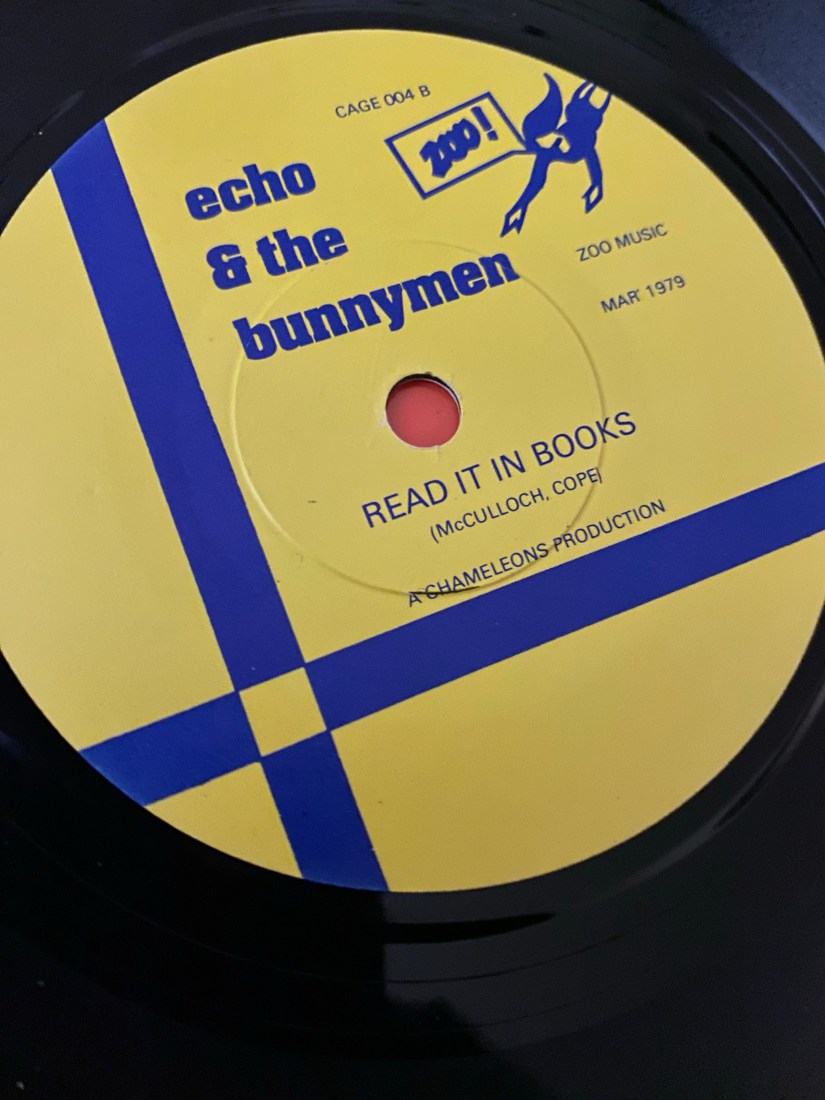 CAGE 004 B
ZOO!
echo
& the
bunnymen
ZOO MUSIC
MAR 1979
READ IT IN BOOKS
(McCULLOCH, COPE)
A CHAMELEONS PRODUCTION